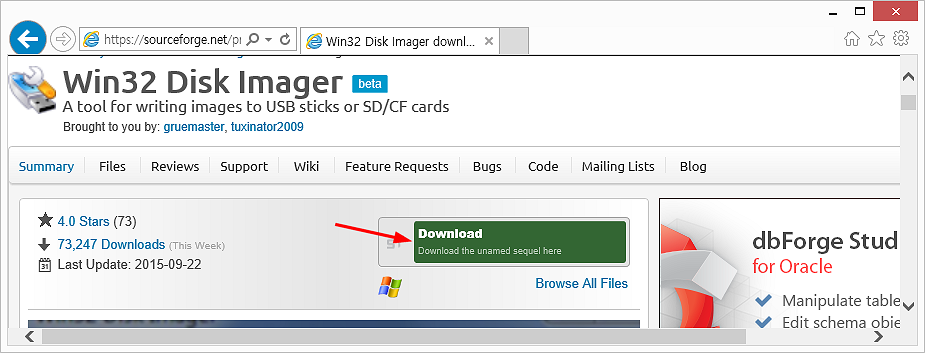 https://sourceforge.net/pr
Win32 Disk Imager downl...
Win32 Disk Imager beta
A tool for writing images to USB sticks or SD/CF cards
Brought to you by: gruemaster, tuxinator2009
Summary Files Reviews Support Wiki Feature Requests Bugs Code Mailing Lists Blog
4.0 Stars (73)
73,247 Downloads (This Week)
Last Update: 2015-09-22
31
Download
Download the unamed sequel here
Browse All Files
dbForge Stud
for Oracle
Manipulate table
Edit schema obje